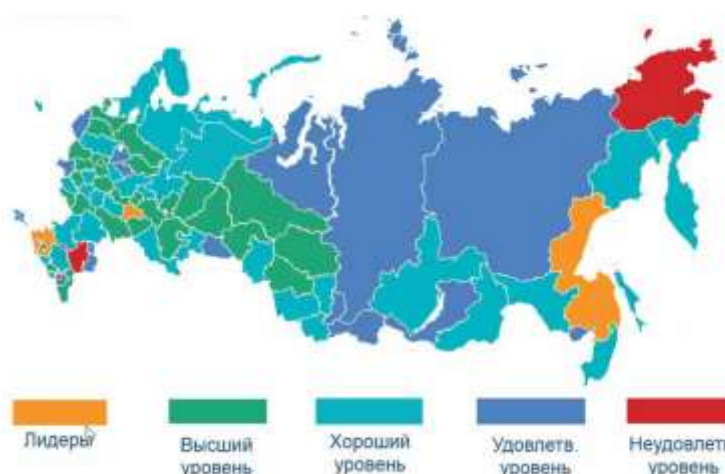 Лидеры
Высший
уровень
Хороший
уровень
Удовлетв.
уровень
Неудовлетв
уровень